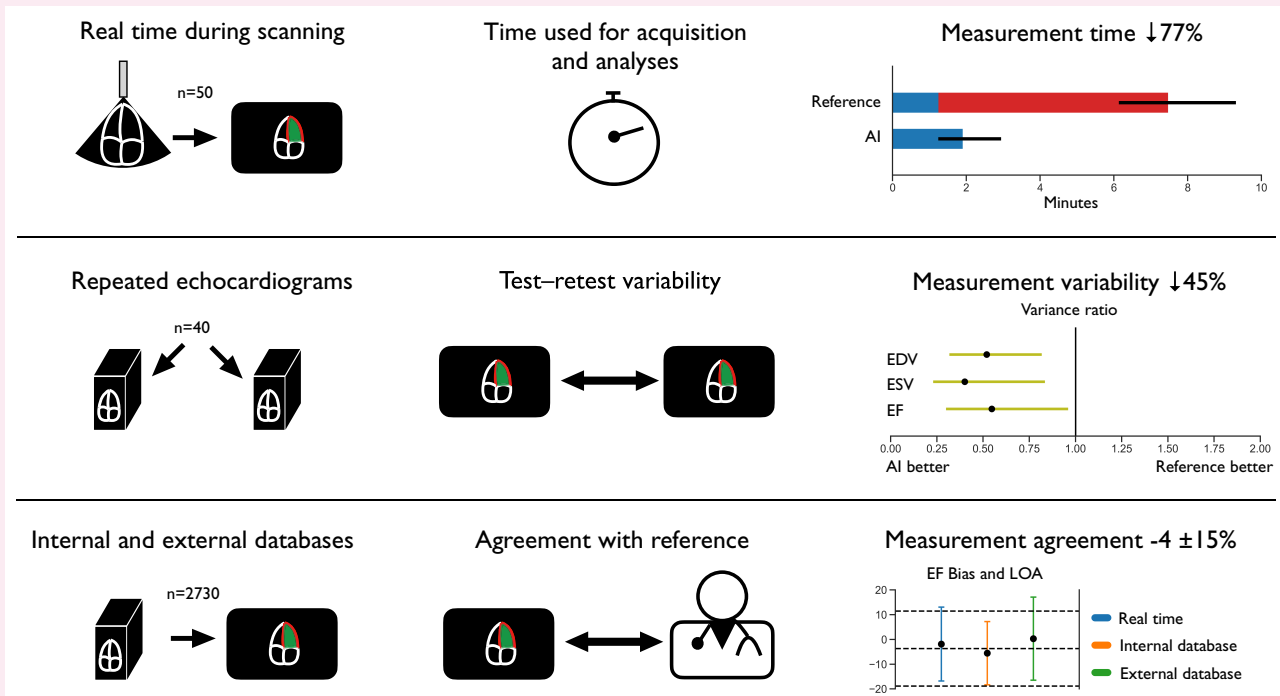 Real time during scanning
n=50
Time used for acquisition
and analyses
Measurement time ↓77%
Reference
AI
0 2 4 6 8 10
Minutes
Repeated echocardiograms
n=40
Test–retest variability
Measurement variability ↓45%
Variance ratio
EDV
ESV
EF
0.00 0.25 0.50 0.75 1.00 1.25 1.50 1.75 2.00
AI better Reference better
Internal and external databases
n=2730
Agreement with reference
Measurement agreement -4 ±15%
EF Bias and LOA
20
10
0
−10
−20
Real time
Internal database
External database